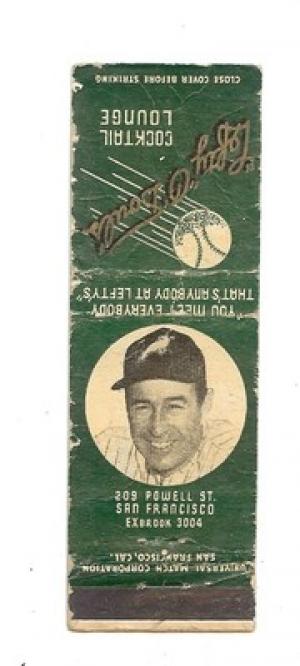 CLOSE COVER BEFORE STRIKING
Lefty O'Doul's
COCKTAIL
LOUNGE
"YOU MEET EVERYBODY
THAT'S ANYBODY AT LEFTY'S"
209 POWELL ST.
SAN FRANCISCO
EXBROOK 3004
UNIVERSAL MATCH CORPORATION
SAN FRANCISCO, CAL.